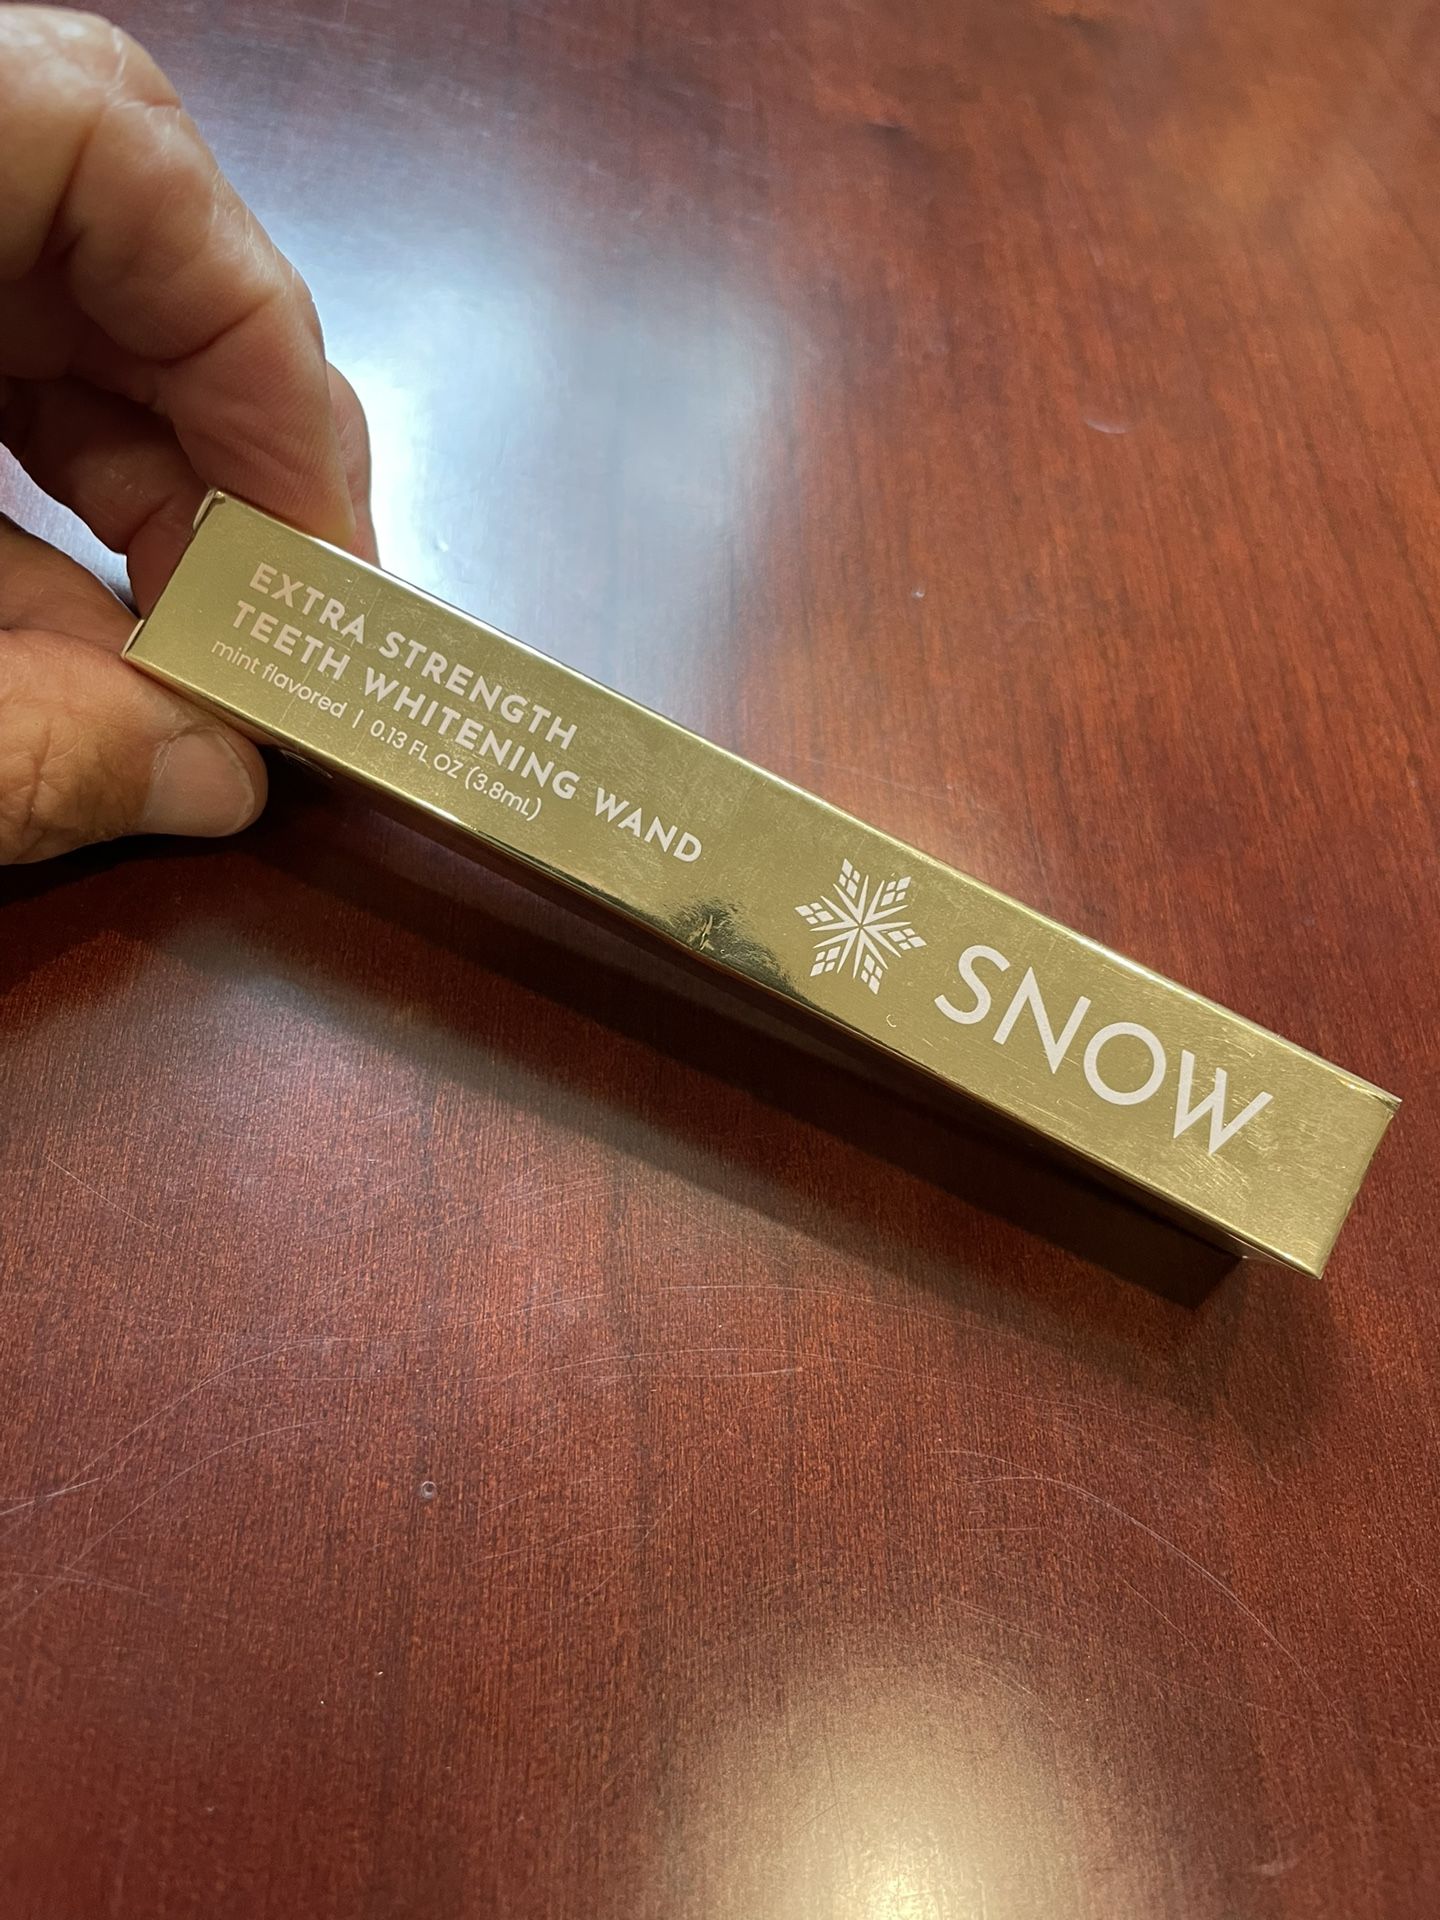 EXTRA STRENGTH
TEETH WHITENING WAND
mint flavored | 0.13 FL OZ (3.8mL)
SNOW